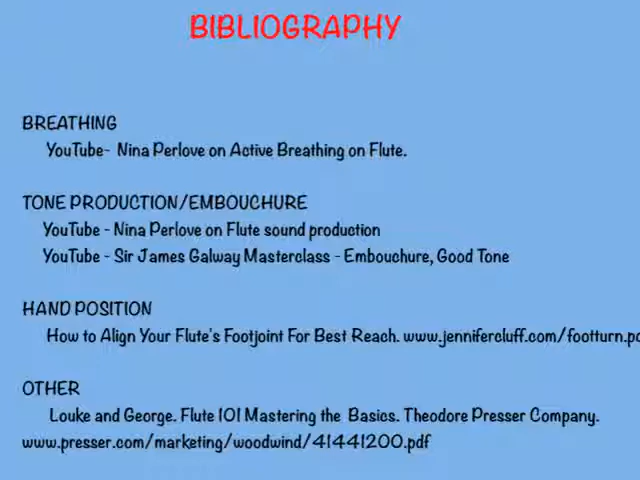 BIBLIOGRAPHY
BREATHING
YouTube- Nina Perlove on Active Breathing on Flute.
TONE PRODUCTION/EMBOUCHURE
YouTube - Nina Perlove on Flute sound production
YouTube - Sir James Galway Masterclass - Embouchure, Good Tone
HAND POSITION
How to Align Your Flute's Footjoint For Best Reach. www.jennifercluff.com/footturn.p
OTHER
Louke and George. Flute 101 Mastering the Basics. Theodore Presser Company.
www.presser.com/marketing/woodwind/41441200.pdf